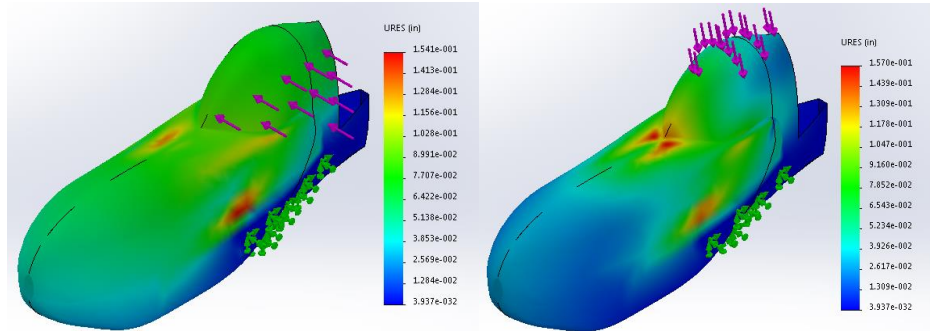 URES (in)
1.541e-001
1.413e-001
1.284e-001
1.156e-001
1.028e-001
8.991e-002
7.707e-002
6.422e-002
5.138e-002
3.853e-002
2.569e-002
1.284e-002
3.937e-032
URES (in)
1.570e-001
1.439e-001
1.309e-001
1.178e-001
1.047e-001
9.160e-002
7.852e-002
6.543e-002
5.234e-002
3.926e-002
2.617e-002
1.309e-002
3.937e-032